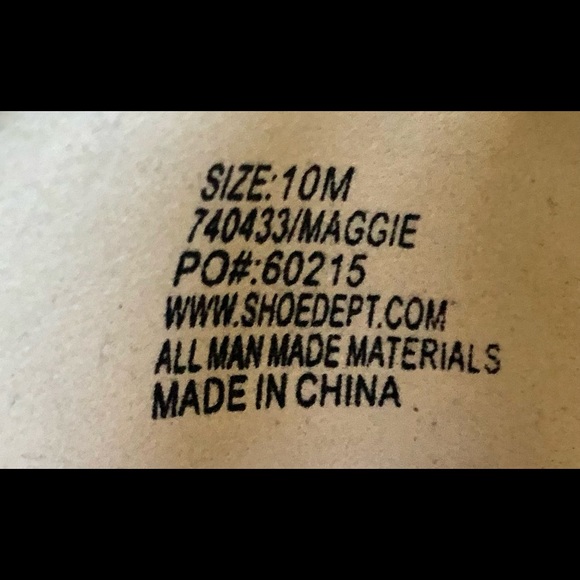 SIZE:10M
740433/MAGGIE
PO#:60215
WWW.SHOEDEPT.COM
ALL MAN MADE MATERIALS
MADE IN CHINA